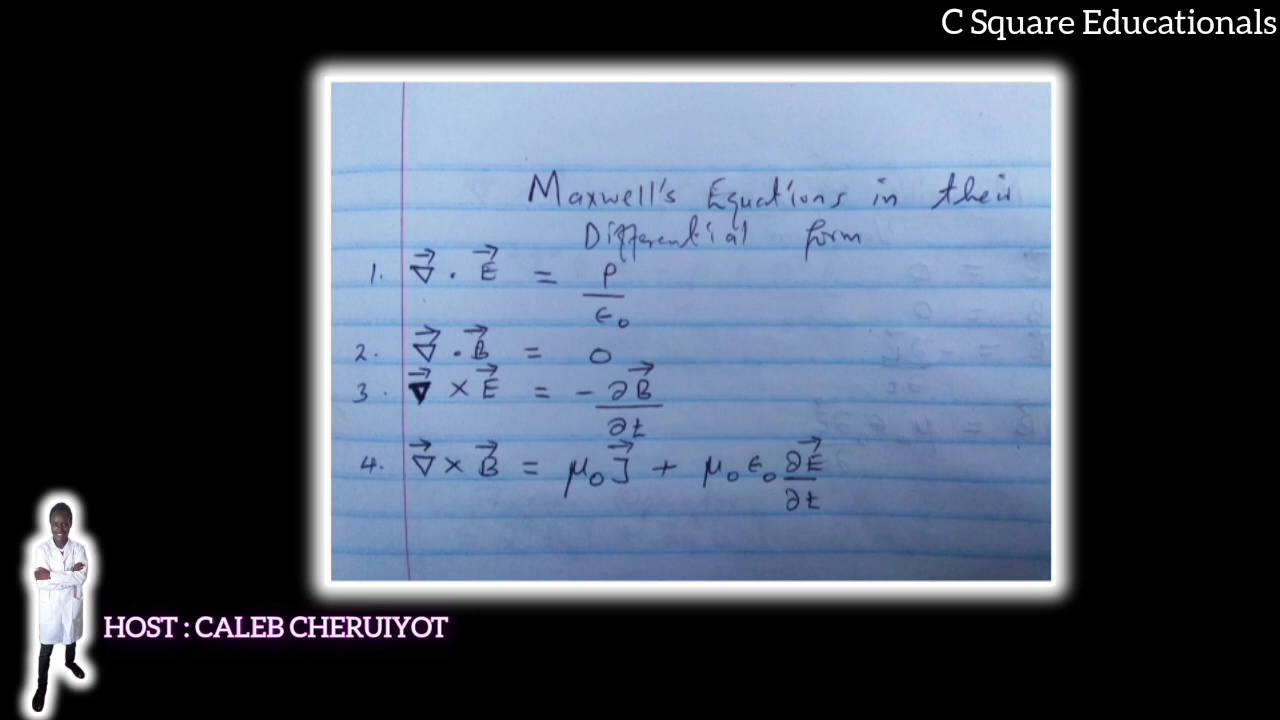 C Square Educationals
Maxwell's Equations in their
Differential form
1. ∇⃗ . E⃗ = ρ/ϵ₀
2. ∇⃗ . B⃗ = 0
3. ∇⃗ × E⃗ = - ∂B⃗/∂t
4. ∇⃗ × B⃗ = μ₀J⃗ + μ₀ϵ₀ ∂E⃗/∂t
HOST : CALEB CHERUIYOT